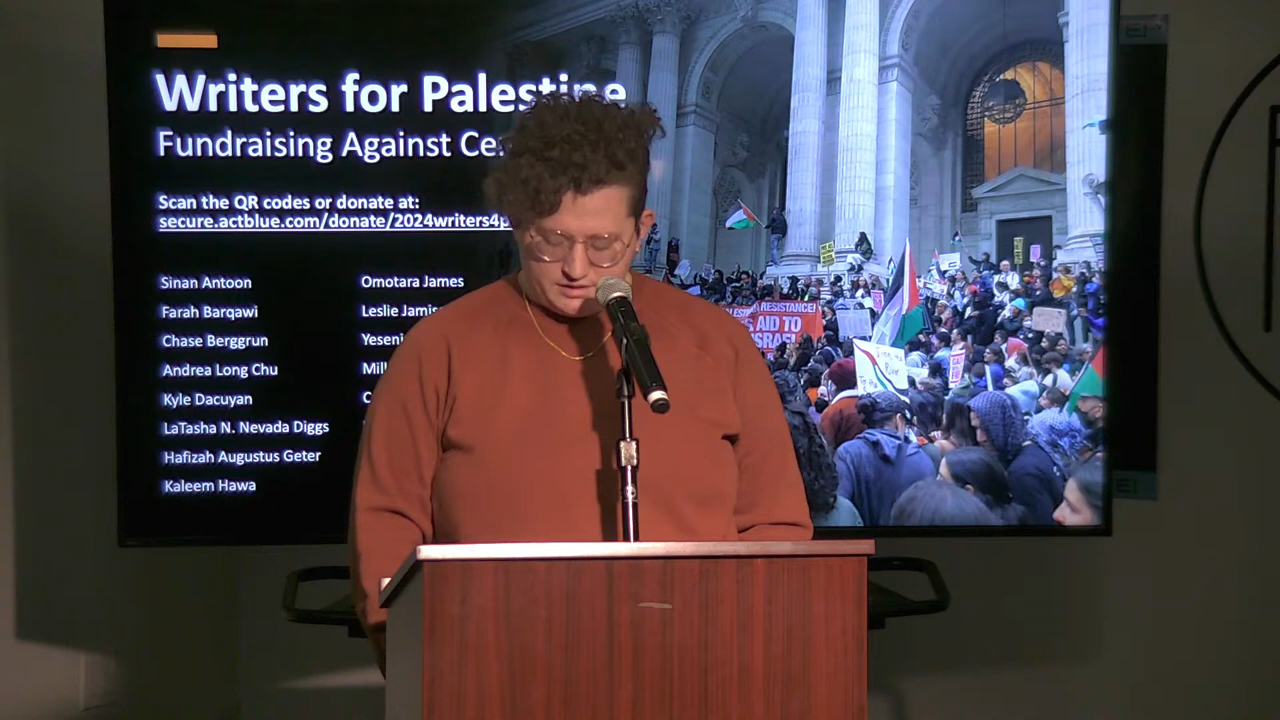 Writers for Palestine
Fundraising Against Ce
Scan the QR codes or donate at:
secure.actblue.com/donate/2024writers4p
Sinan Antoon
Farah Barqawi
Chase Berggrun
Andrea Long Chu
Kyle Dacuyan
LaTasha N. Nevada Diggs
Hafizah Augustus Geter
Kaleem Hawa
Omotara James
Leslie Jamis
Yeseni
Mill
RESISTANCE!
AID TO
ISRAEL